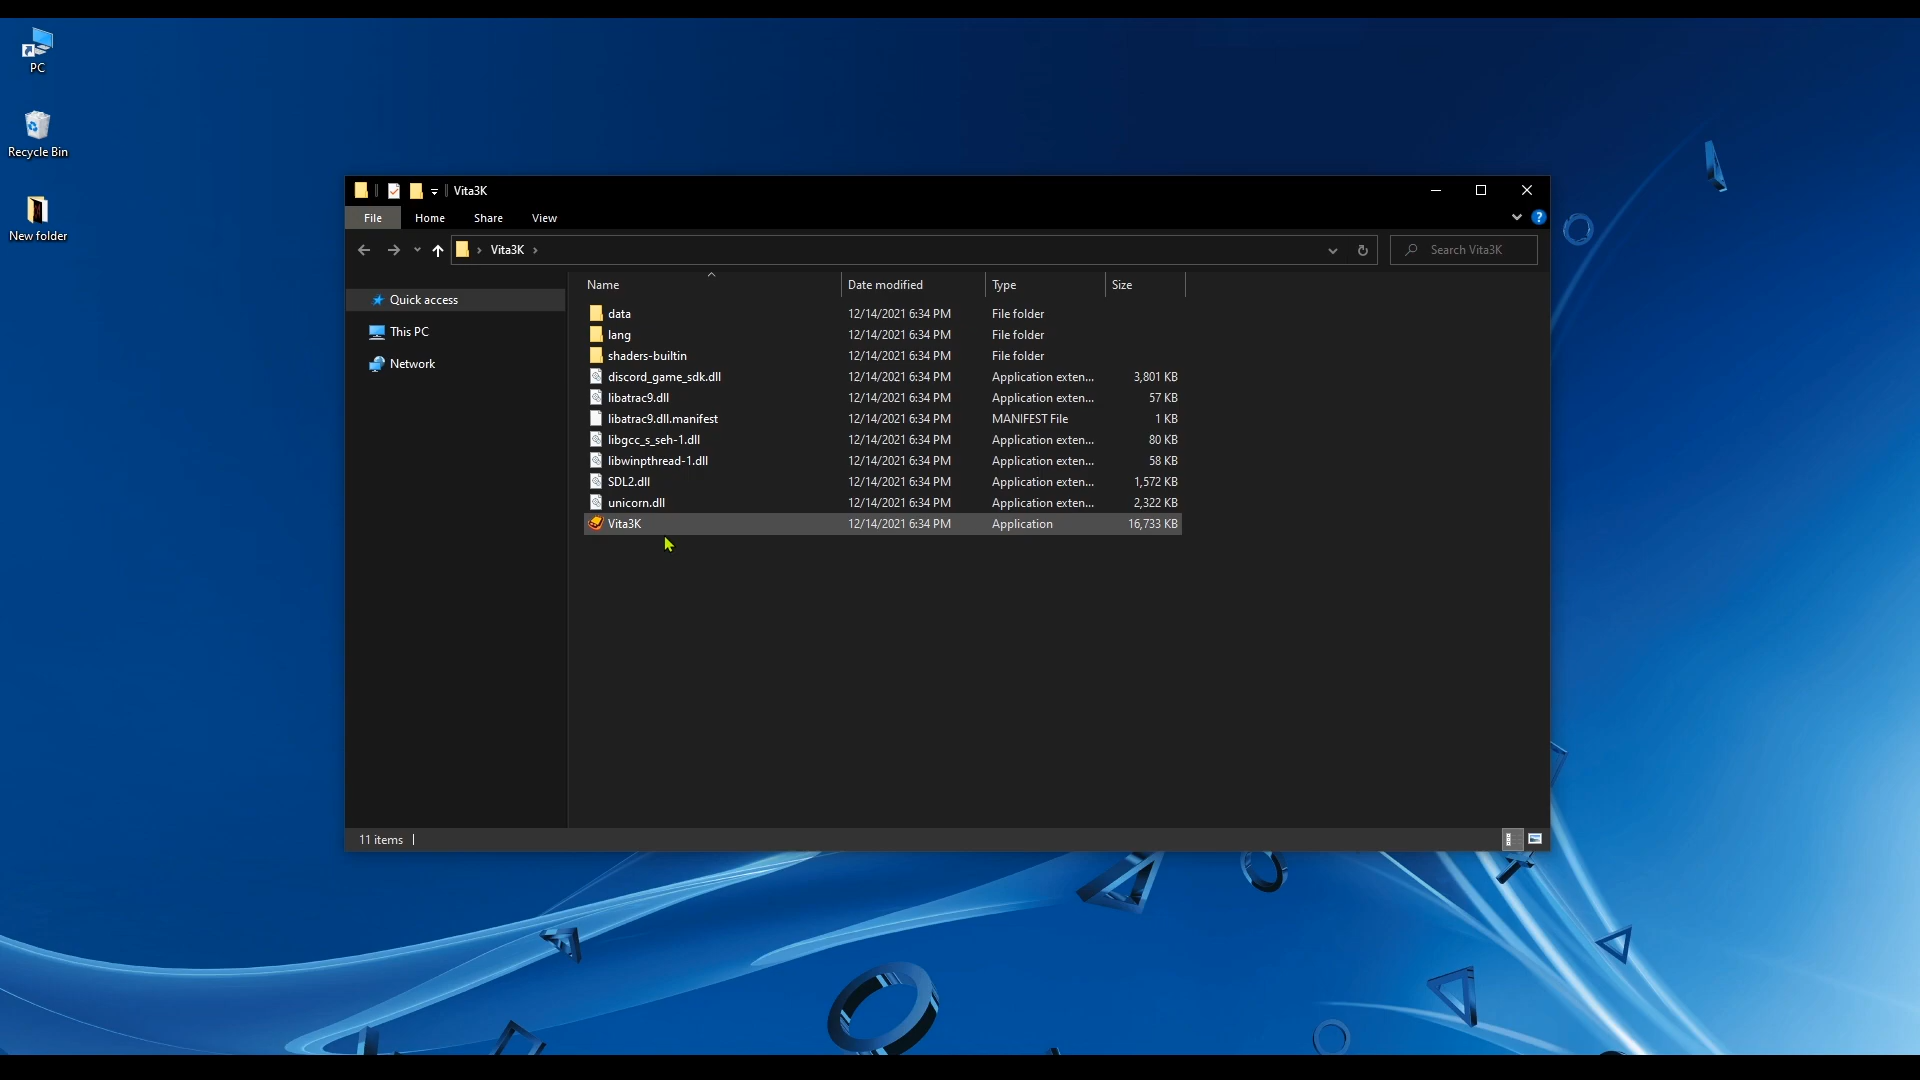 PC
Recycle Bin
New folder
Vita3K
File Home Share View
Vita3K
Search Vita3K
Quick access
This PC
Network
Name Date modified Type Size
data 12/14/2021 6:34 PM File folder
lang 12/14/2021 6:34 PM File folder
shaders-builtin 12/14/2021 6:34 PM File folder
discord_game_sdk.dll 12/14/2021 6:34 PM Application exten... 3,801 KB
libatrac9.dll 12/14/2021 6:34 PM Application exten... 57 KB
libatrac9.dll.manifest 12/14/2021 6:34 PM MANIFEST File 1 KB
libgcc_s_seh-1.dll 12/14/2021 6:34 PM Application exten... 80 KB
libwinpthread-1.dll 12/14/2021 6:34 PM Application exten... 58 KB
SDL2.dll 12/14/2021 6:34 PM Application exten... 1,572 KB
unicorn.dll 12/14/2021 6:34 PM Application exten... 2,322 KB
Vita3K 12/14/2021 6:34 PM Application 16,733 KB
11 items